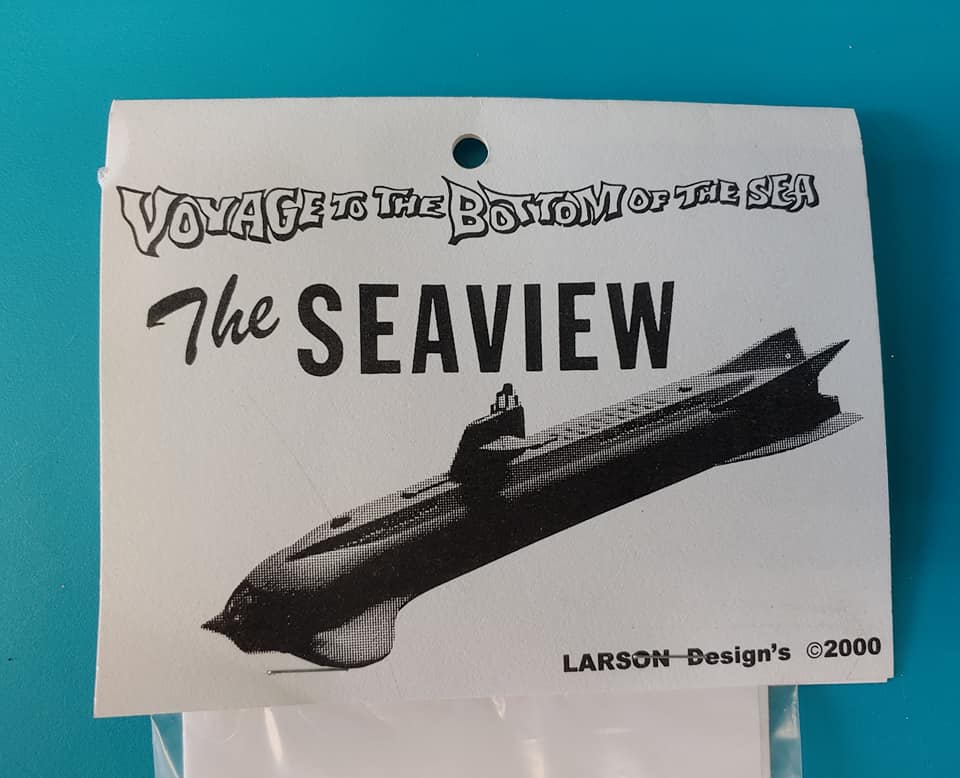 VOYAGE TO THE BOTTOM OF THE SEA
The SEAVIEW
LARSON Design's ©2000